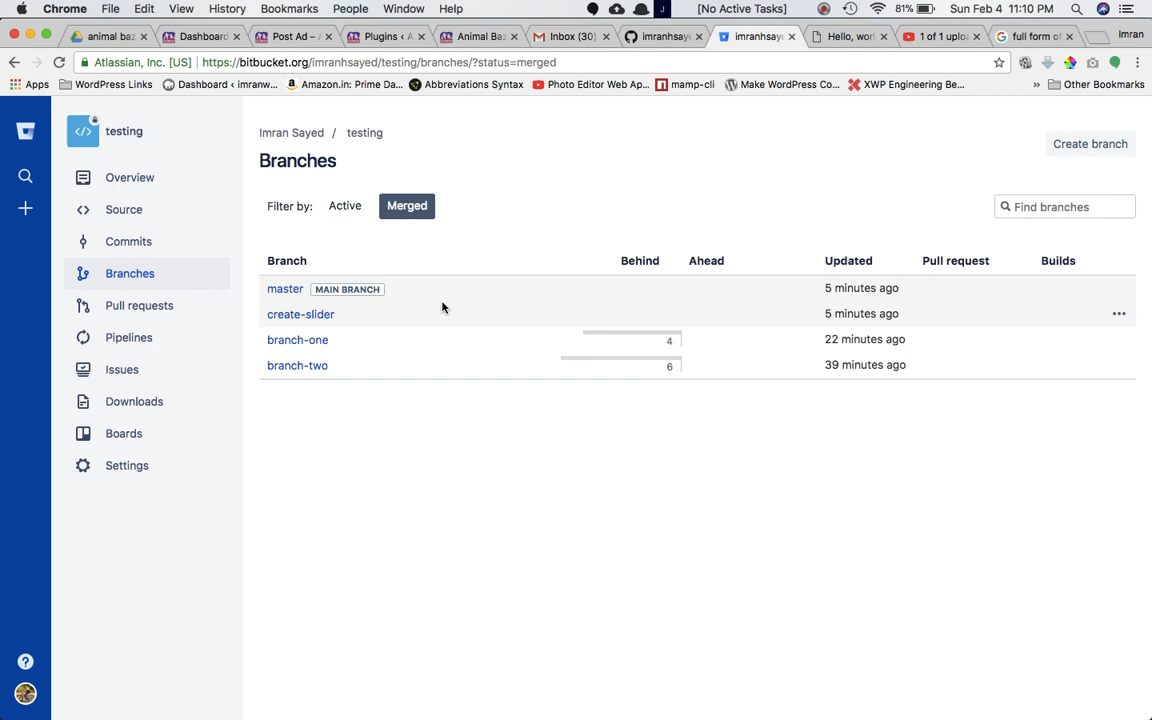 Chrome File Edit View History Bookmarks People Window Help [No Active Tasks] 81% Sun Feb 4 11:10 PM
animal baz Dashboard Post Ad – Plugins ‹ A Animal Baz Inbox (30) imranhsaye imranhsaye Hello, worl 1 of 1 uploa full form of Imran
Atlassian, Inc. [US] https://bitbucket.org/imranhsayed/testing/branches/?status=merged
Apps WordPress Links Dashboard ‹ imranw... Amazon.in: Prime Da... Abbreviations Syntax Photo Editor Web Ap... mamp-cli Make WordPress Co... XWP Engineering Be... » Other Bookmarks
testing
Overview
Source
Commits
Branches
Pull requests
Pipelines
Issues
Downloads
Boards
Settings
Imran Sayed / testing
Branches
Create branch
Filter by: Active Merged
Find branches
Branch Behind Ahead Updated Pull request Builds
master MAIN BRANCH 5 minutes ago
create-slider 5 minutes ago
branch-one 4 22 minutes ago
branch-two 6 39 minutes ago